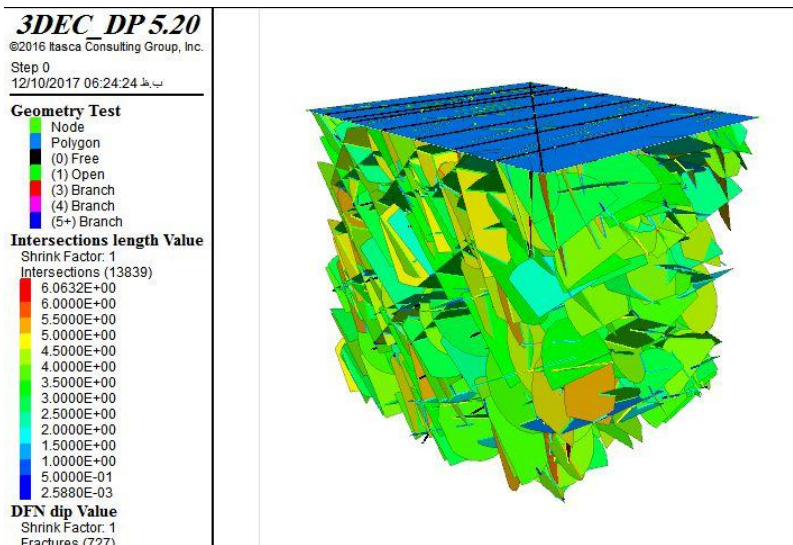 3DEC_DP 5.20
©2016 Itasca Consulting Group, Inc.
Step 0
12/10/2017 06:24:24 ب.ظ
Geometry Test
Node
Polygon
(0) Free
(1) Open
(3) Branch
(4) Branch
(5+) Branch
Intersections length Value
Shrink Factor: 1
Intersections (13839)
6.0632E+00
6.0000E+00
5.5000E+00
5.0000E+00
4.5000E+00
4.0000E+00
3.5000E+00
3.0000E+00
2.5000E+00
2.0000E+00
1.5000E+00
1.0000E+00
5.0000E-01
2.5880E-03
DFN dip Value
Shrink Factor: 1
Fractures (727)